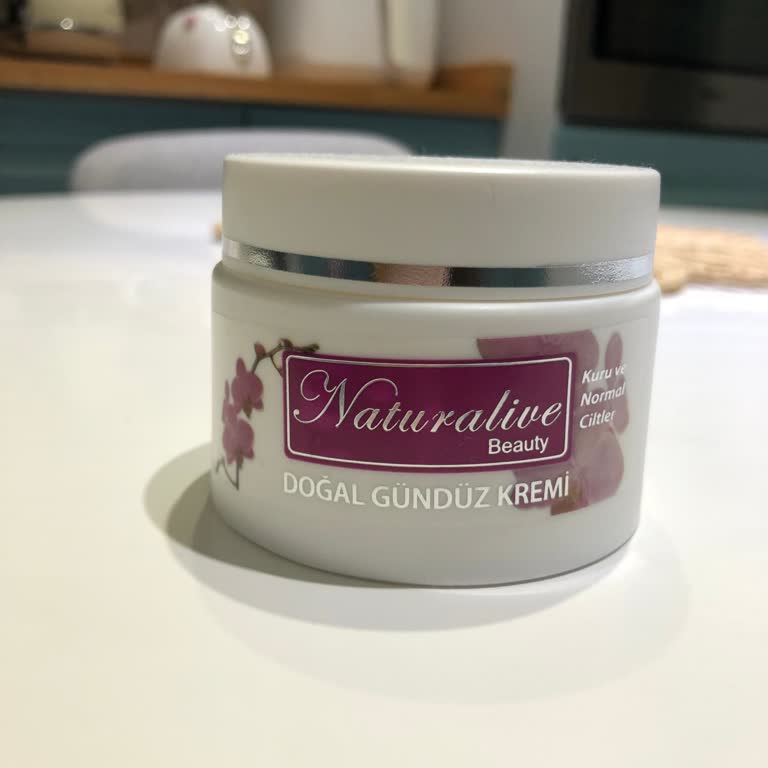 Naturalive
Beauty
Kuru ve
Normal
Ciltler
DOĞAL GÜNDÜZ KREMİ